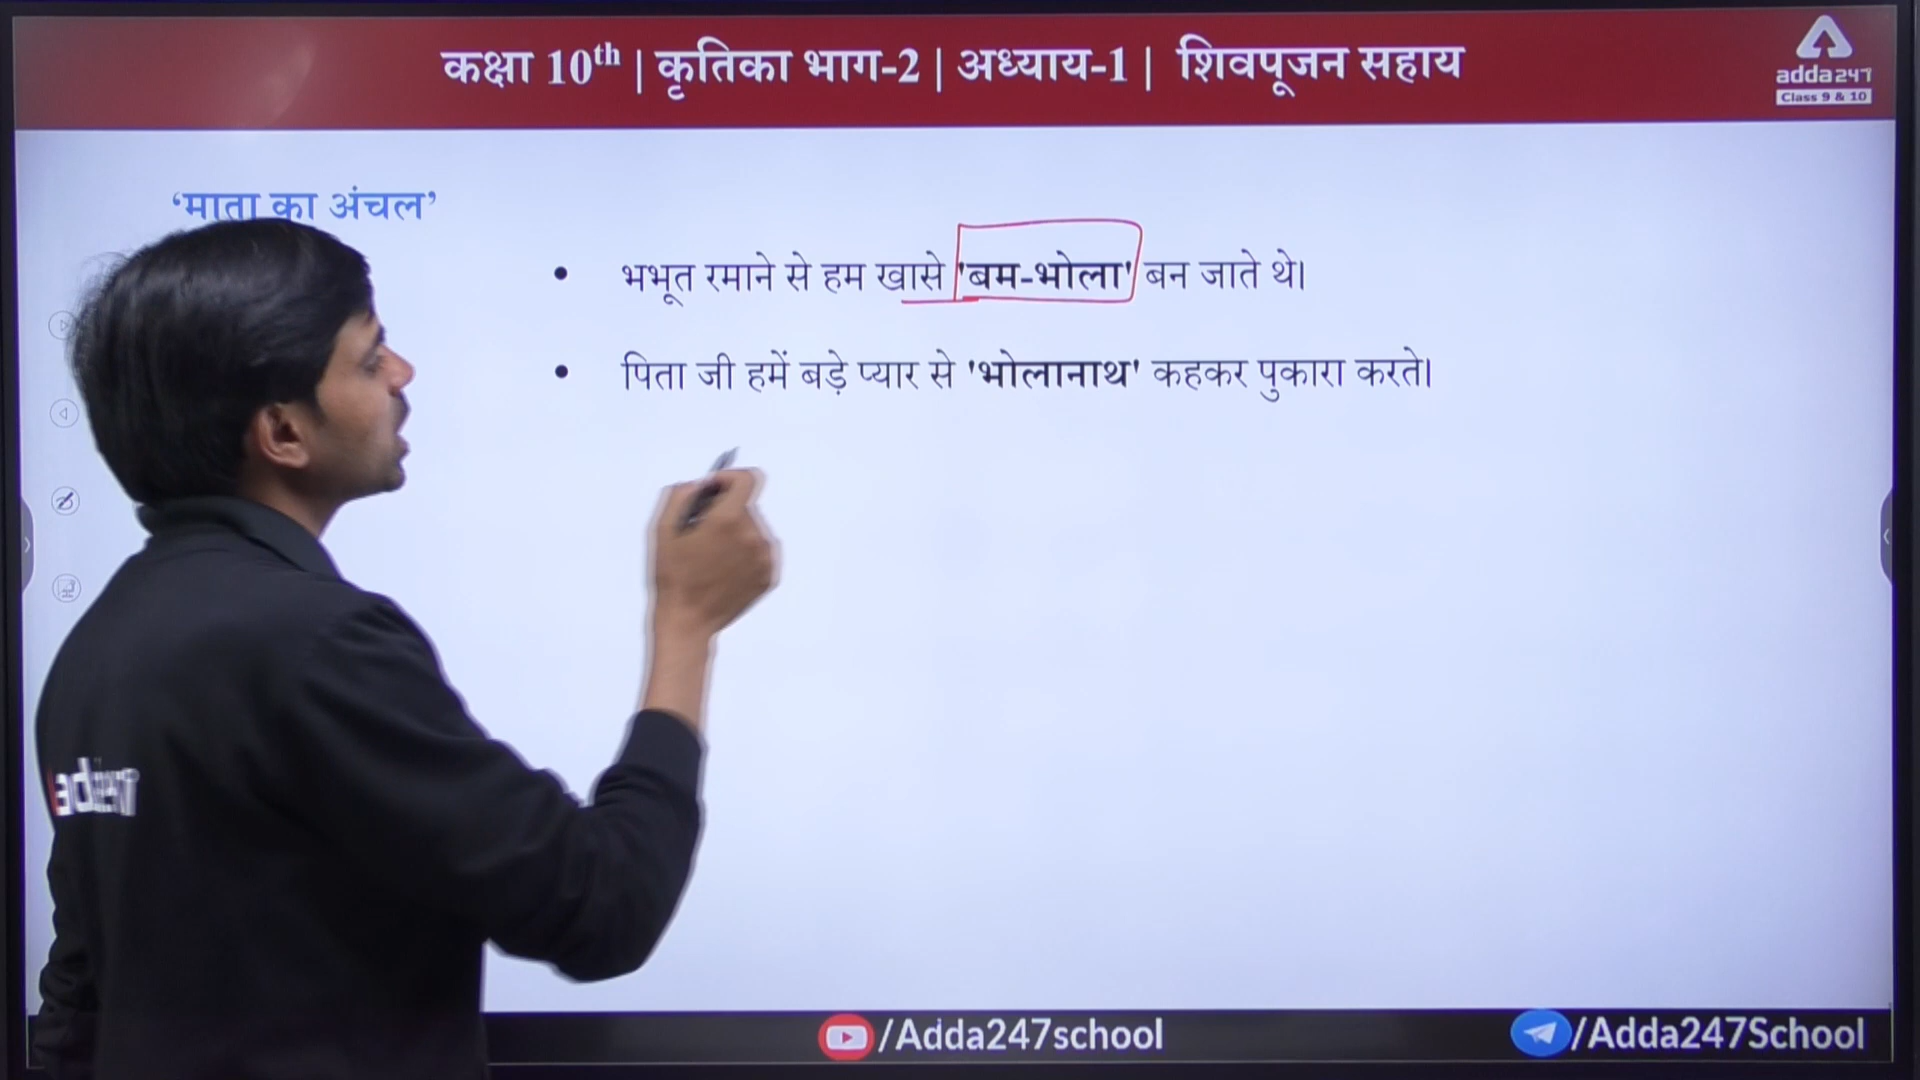 कक्षा 10th | कृतिका भाग-2 | अध्याय-1 | शिवपूजन सहाय
adda247
Class 9 & 10
‘माता का अंचल’
• भभूत रमाने से हम खासे 'बम-भोला' बन जाते थे।
• पिता जी हमें बड़े प्यार से 'भोलानाथ' कहकर पुकारा करते।
/Adda247school
/Adda247School